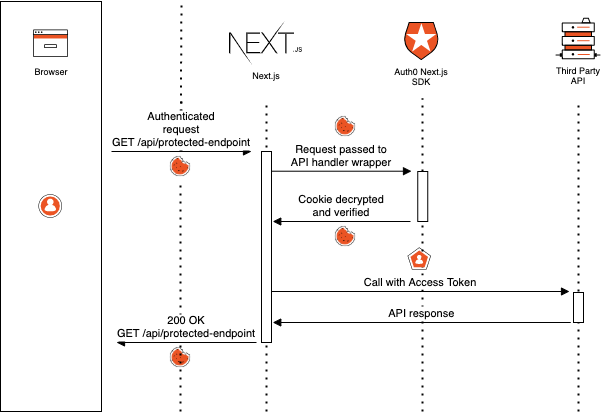 NEXT.JS
Browser
Next.js
Auth0 Next.js
SDK
Third Party
API
Authenticated
request
GET /api/protected-endpoint
Request passed to
API handler wrapper
Cookie decrypted
and verified
Call with Access Token
API response
200 OK
GET /api/protected-endpoint